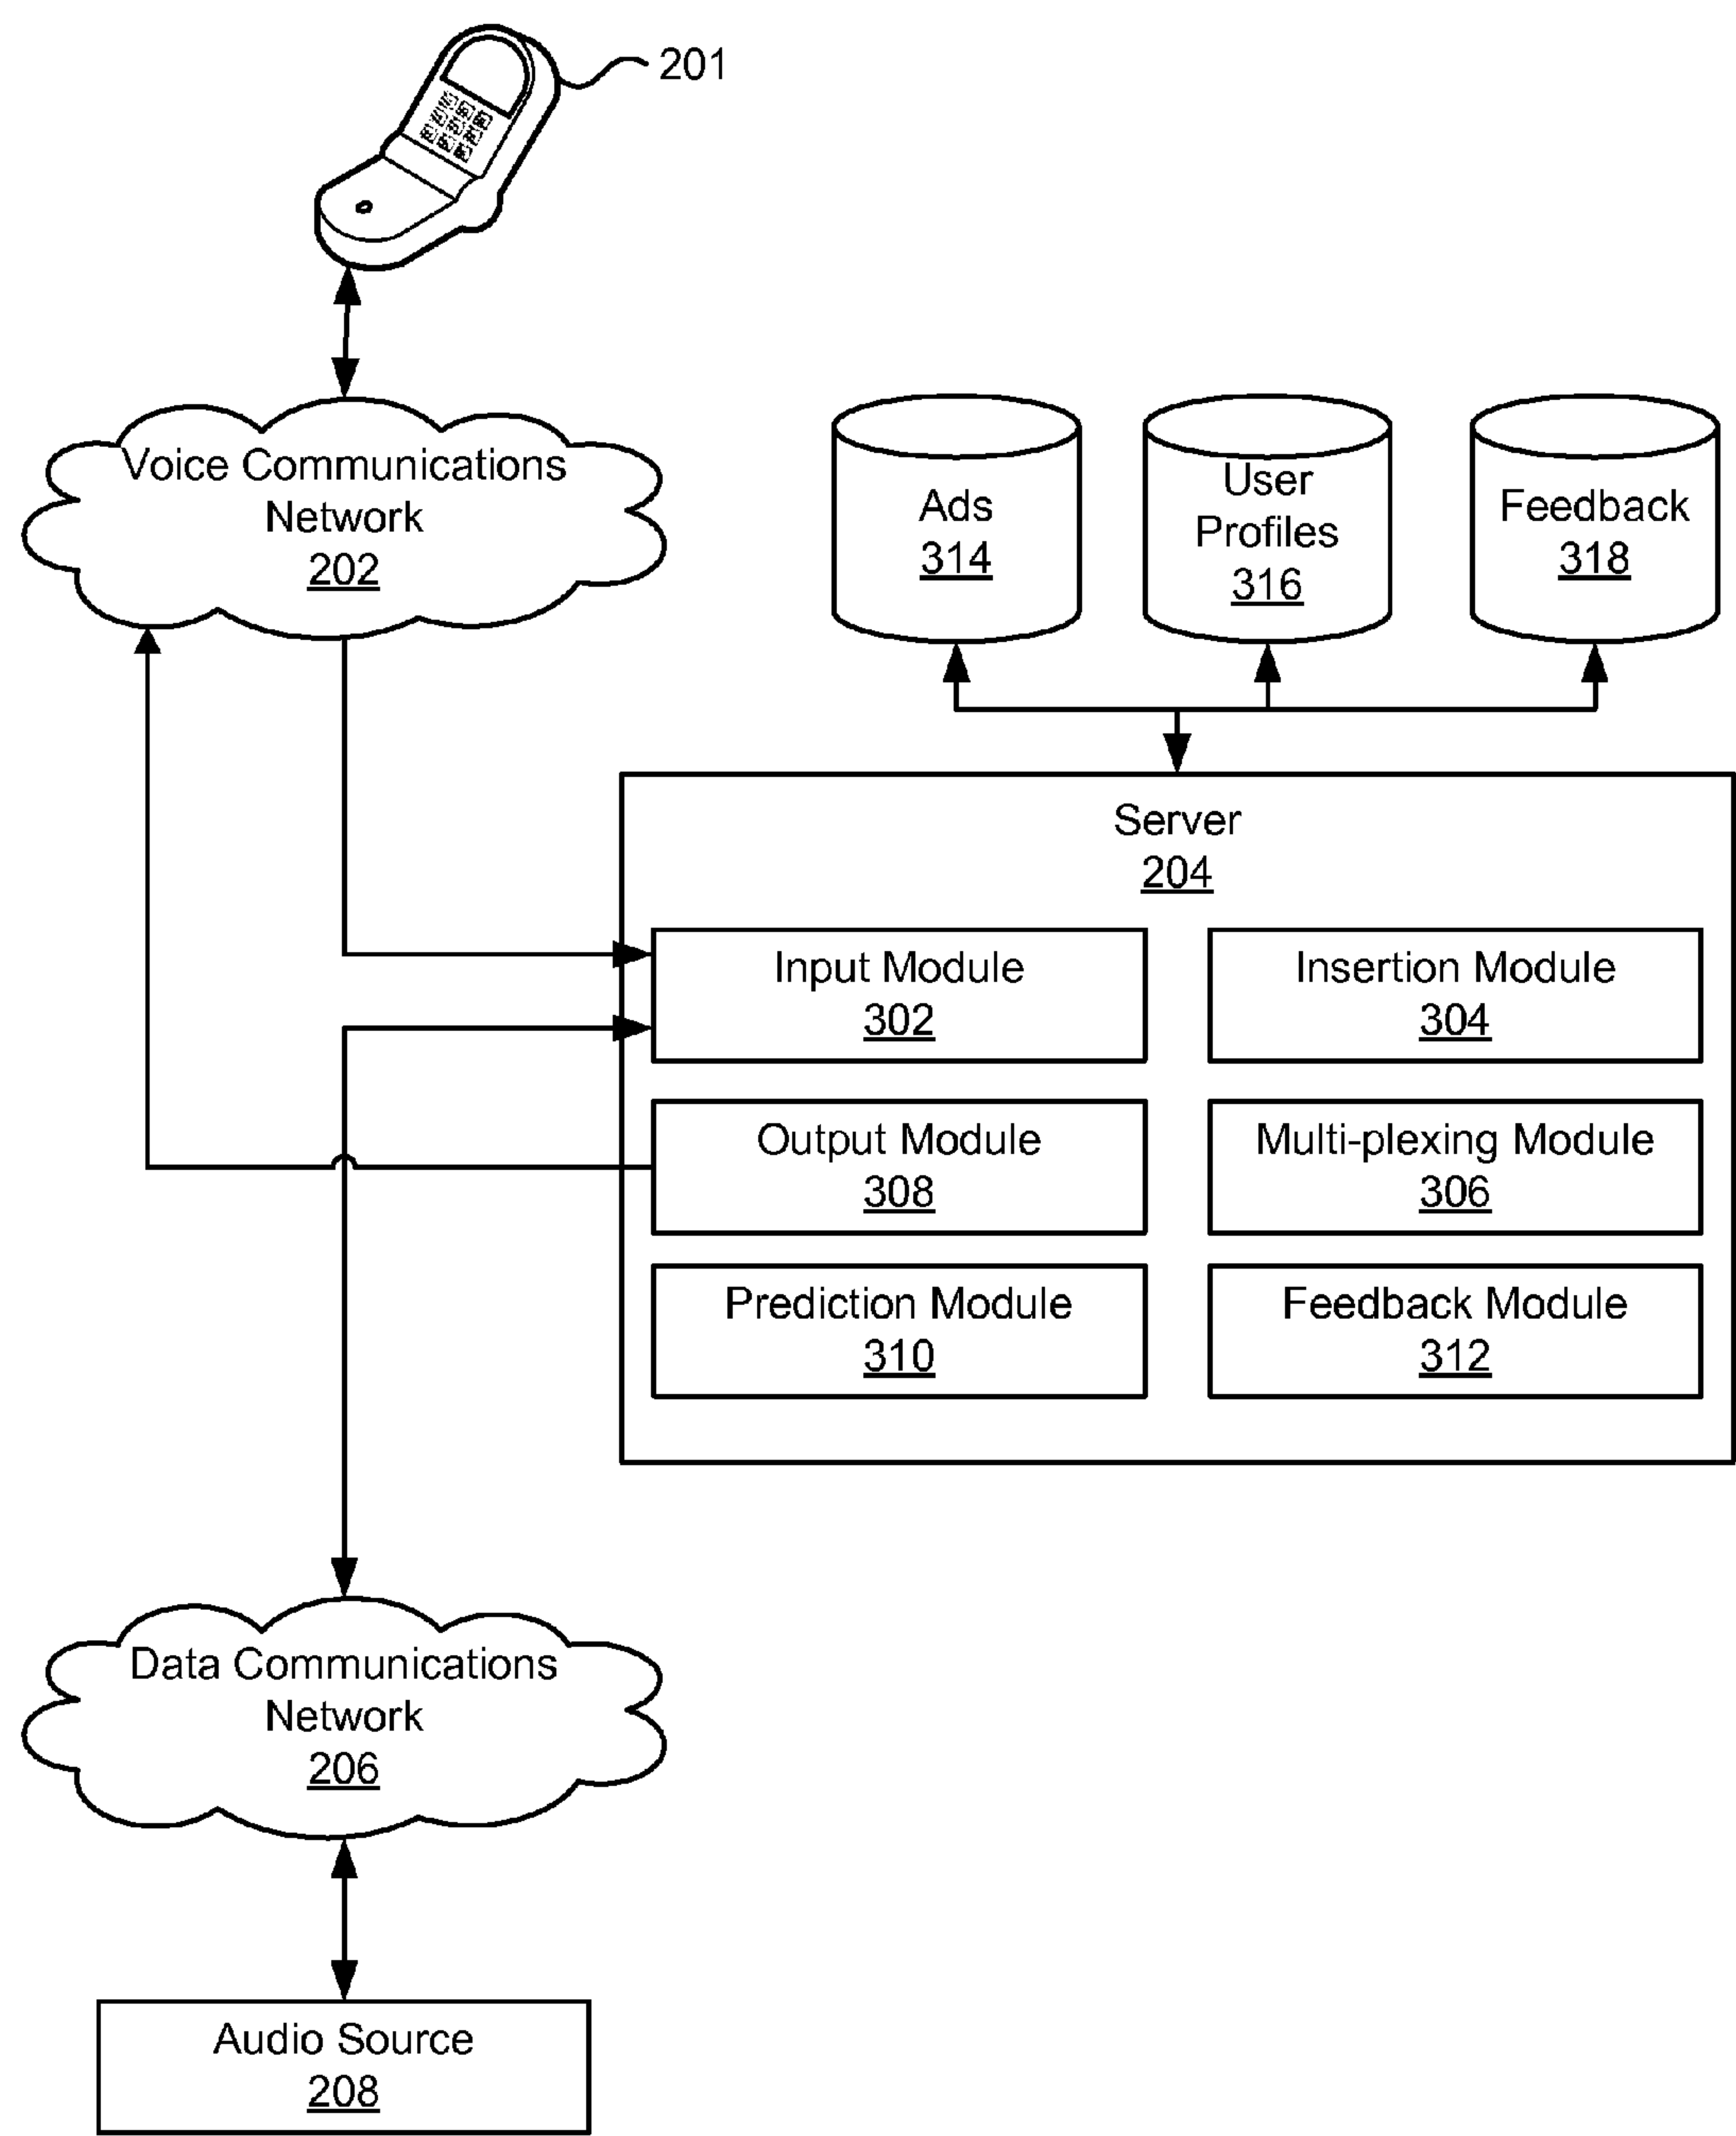 201
Voice Communications
Network
202
Ads
314
User
Profiles
316
Feedback
318
Server
204
Input Module
302
Insertion Module
304
Output Module
308
Multi-plexing Module
306
Prediction Module
310
Feedback Module
312
Data Communications
Network
206
Audio Source
208